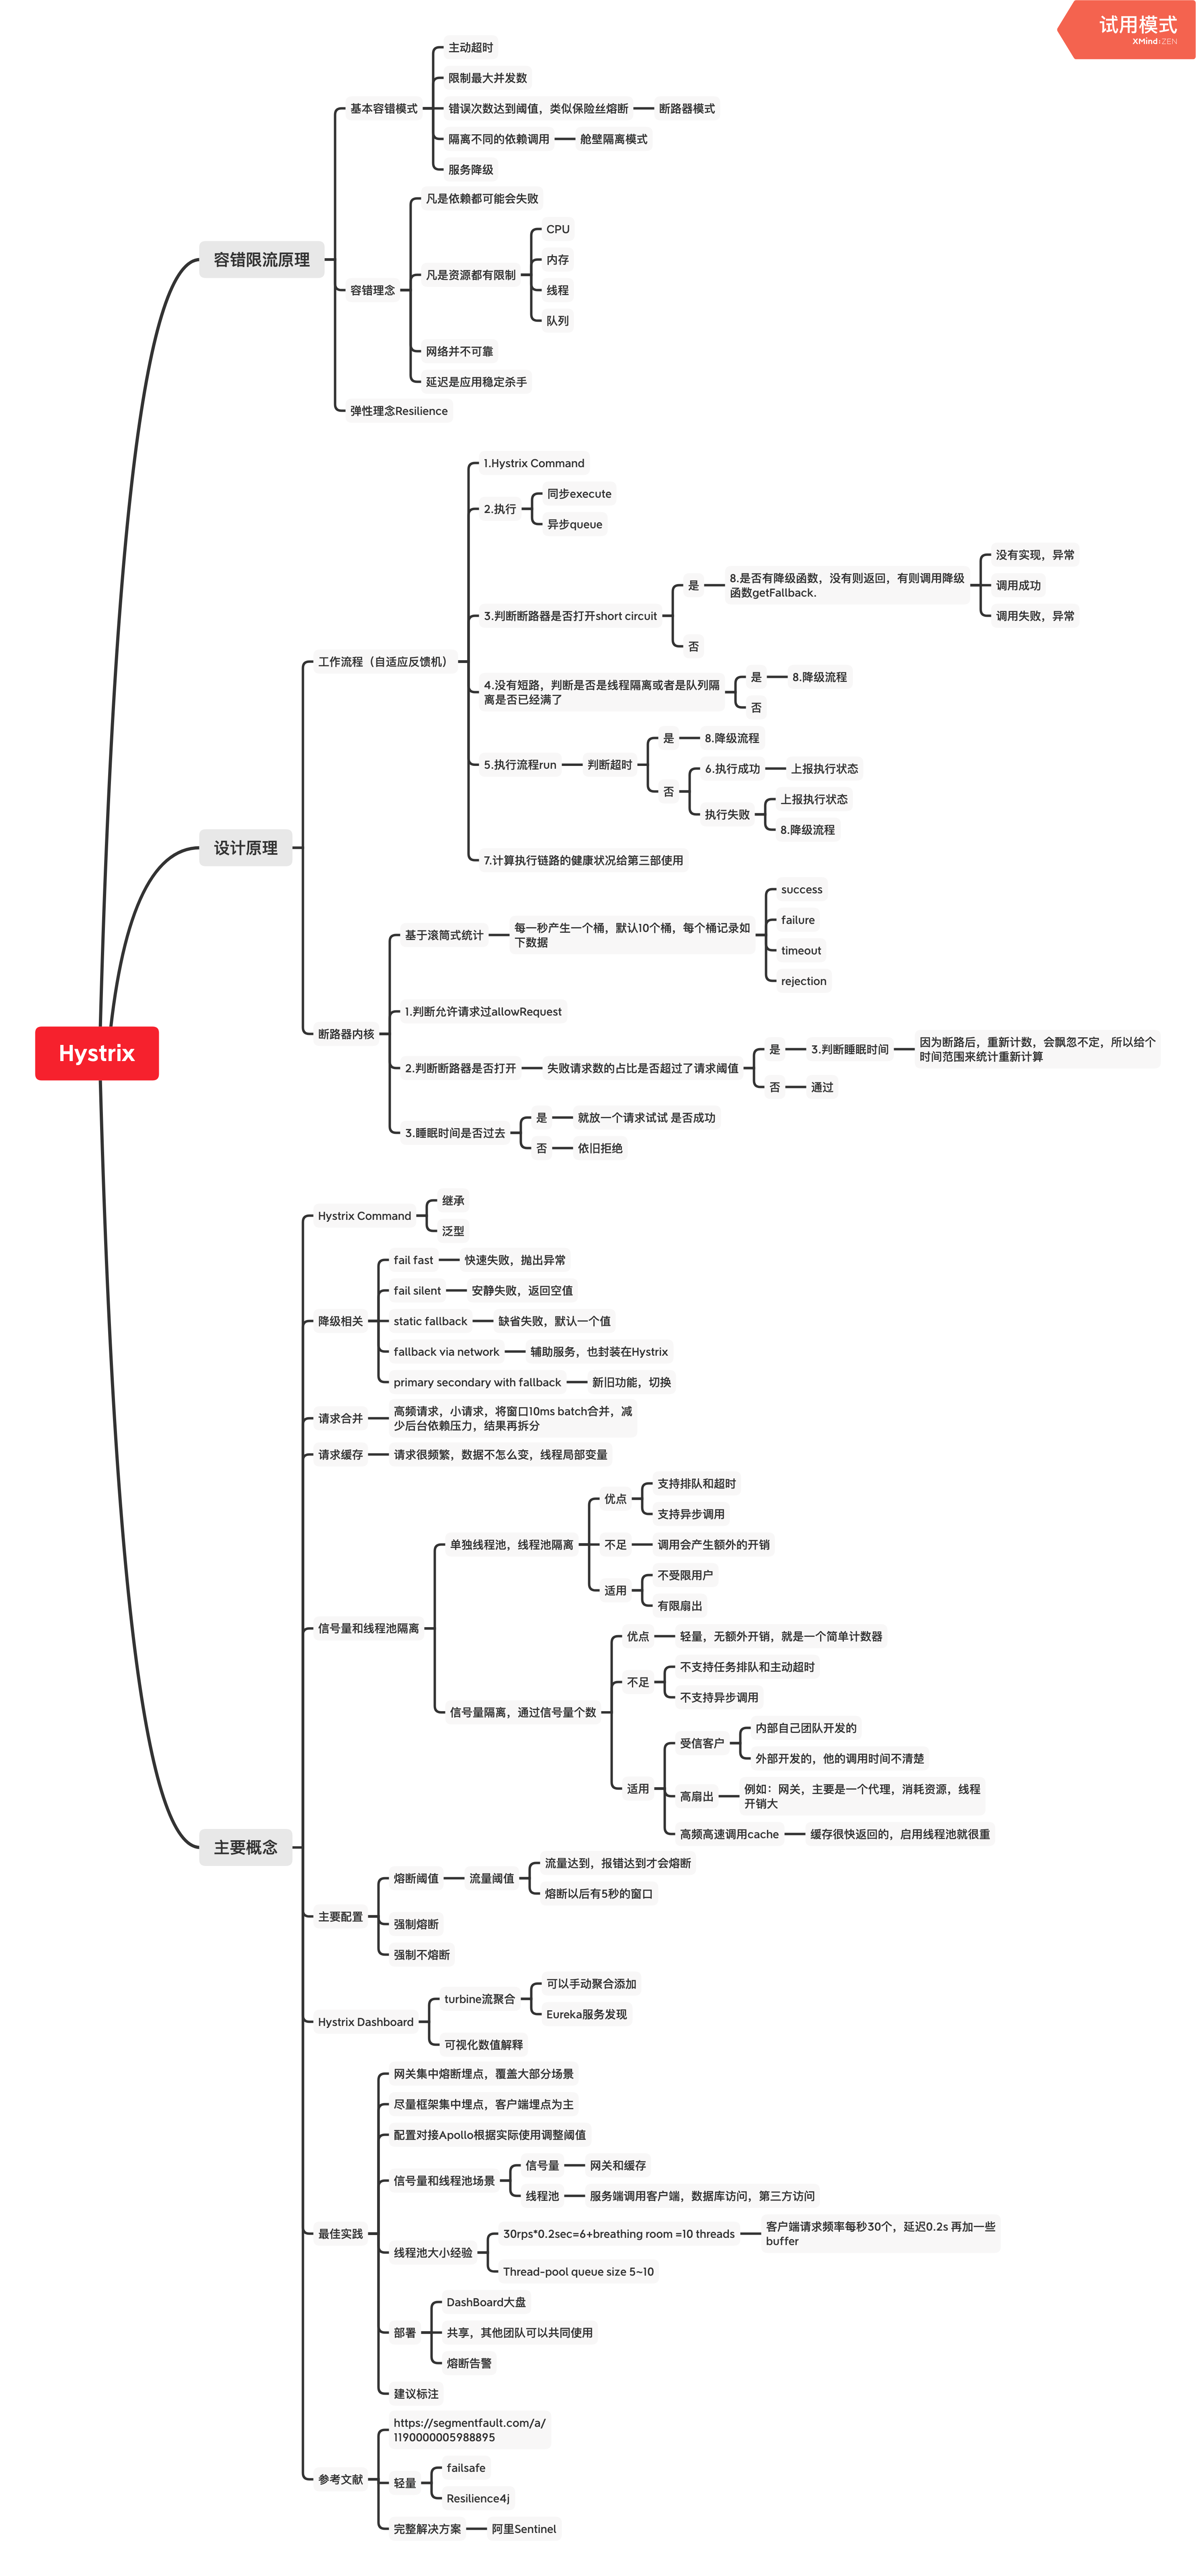 试用模式
XMind:ZEN
Hystrix
容错限流原理
基本容错模式
主动超时
限制最大并发数
错误次数达到阈值，类似保险丝熔断
断路器模式
隔离不同的依赖调用
舱壁隔离模式
服务降级
容错理念
凡是依赖都可能会失败
凡是资源都有限制
CPU
内存
线程
队列
网络并不可靠
延迟是应用稳定杀手
弹性理念Resilience
设计原理
工作流程（自适应反馈机）
1.Hystrix Command
2.执行
同步execute
异步queue
3.判断断路器是否打开short circuit
是
8.是否有降级函数，没有则返回，有则调用降级
函数getFallback.
没有实现，异常
调用成功
调用失败，异常
否
4.没有短路，判断是否是线程隔离或者是队列隔
离是否已经满了
是
8.降级流程
否
5.执行流程run
判断超时
是
8.降级流程
否
6.执行成功
上报执行状态
执行失败
上报执行状态
8.降级流程
7.计算执行链路的健康状况给第三部使用
断路器内核
基于滚筒式统计
每一秒产生一个桶，默认10个桶，每个桶记录如
下数据
success
failure
timeout
rejection
1.判断允许请求过allowRequest
2.判断断路器是否打开
失败请求数的占比是否超过了请求阈值
是
3.判断睡眠时间
因为断路后，重新计数，会飘忽不定，所以给个
时间范围来统计重新计算
否
通过
3.睡眠时间是否过去
是
就放一个请求试试 是否成功
否
依旧拒绝
主要概念
Hystrix Command
继承
泛型
降级相关
fail fast
快速失败，抛出异常
fail silent
安静失败，返回空值
static fallback
缺省失败，默认一个值
fallback via network
辅助服务，也封装在Hystrix
primary secondary with fallback
新旧功能，切换
请求合并
高频请求，小请求，将窗口10ms batch合并，减
少后台依赖压力，结果再拆分
请求缓存
请求很频繁，数据不怎么变，线程局部变量
信号量和线程池隔离
单独线程池，线程池隔离
优点
支持排队和超时
支持异步调用
不足
调用会产生额外的开销
适用
不受限用户
有限扇出
信号量隔离，通过信号量个数
优点
轻量，无额外开销，就是一个简单计数器
不足
不支持任务排队和主动超时
不支持异步调用
适用
受信客户
内部自己团队开发的
外部开发的，他的调用时间不清楚
高扇出
例如：网关，主要是一个代理，消耗资源，线程
开销大
高频高速调用cache
缓存很快返回的，启用线程池就很重
主要配置
熔断阈值
流量阈值
流量达到，报错达到才会熔断
熔断以后有5秒的窗口
强制熔断
强制不熔断
Hystrix Dashboard
turbine流聚合
可以手动聚合添加
Eureka服务发现
可视化数值解释
最佳实践
网关集中熔断埋点，覆盖大部分场景
尽量框架集中埋点，客户端埋点为主
配置对接Apollo根据实际使用调整阈值
信号量和线程池场景
信号量
网关和缓存
线程池
服务端调用客户端，数据库访问，第三方访问
线程池大小经验
30rps*0.2sec=6+breathing room =10 threads
客户端请求频率每秒30个，延迟0.2s 再加一些
buffer
Thread-pool queue size 5~10
部署
DashBoard大盘
共享，其他团队可以共同使用
熔断告警
建议标注
参考文献
https://segmentfault.com/a/
1190000005988895
轻量
failsafe
Resilience4j
完整解决方案
阿里Sentinel